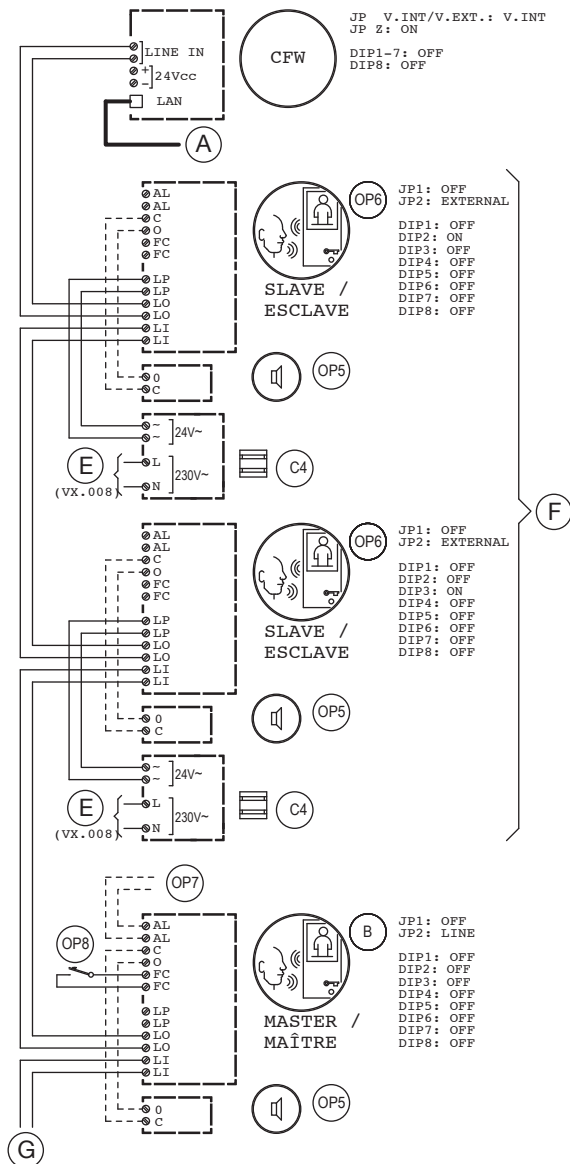 JP V.INT/V.EXT.: V.INT
JP Z: ON
DIP1-7: OFF
DIP8: OFF
LINE IN
+
-
24Vcc
LAN
CFW
A
AL
AL
C
O
FC
FC
LP
LP
LO
LO
LI
LI
SLAVE /
ESCLAVE
OP6
JP1: OFF
JP2: EXTERNAL
DIP1: OFF
DIP2: ON
DIP3: OFF
DIP4: OFF
DIP5: OFF
DIP6: OFF
DIP7: OFF
DIP8: OFF
0
C
OP5
~
~
24V~
L
N
230V~
E
(VX.008)
C4
F
AL
AL
C
O
FC
FC
LP
LP
LO
LO
LI
LI
SLAVE /
ESCLAVE
OP6
JP1: OFF
JP2: EXTERNAL
DIP1: OFF
DIP2: OFF
DIP3: ON
DIP4: OFF
DIP5: OFF
DIP6: OFF
DIP7: OFF
DIP8: OFF
0
C
OP5
~
~
24V~
L
N
230V~
E
(VX.008)
C4
OP7
OP8
AL
AL
C
O
FC
FC
LP
LP
LO
LO
LI
LI
MASTER /
MAÎTRE
B
JP1: OFF
JP2: LINE
DIP1: OFF
DIP2: OFF
DIP3: OFF
DIP4: OFF
DIP5: OFF
DIP6: OFF
DIP7: OFF
DIP8: OFF
0
C
OP5
G